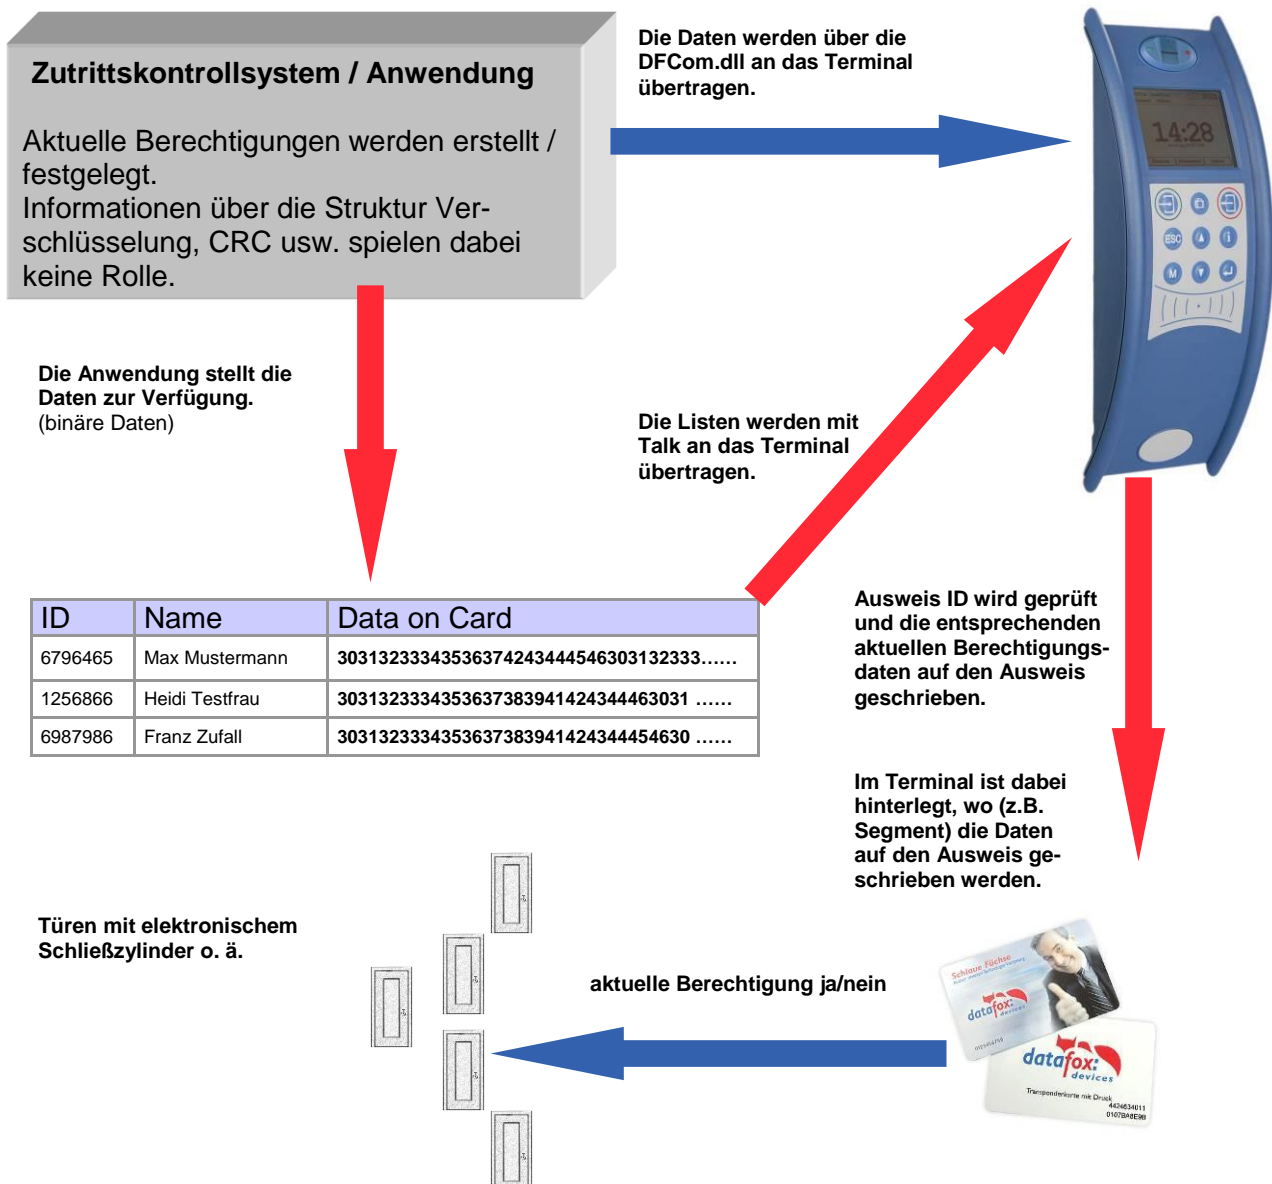 Zutrittskontrollsystem / Anwendung
Aktuelle Berechtigungen werden erstellt /
festgelegt.
Informationen über die Struktur Ver-
schlüsselung, CRC usw. spielen dabei
keine Rolle.
Die Daten werden über die
DFCom.dll an das Terminal
übertragen.
14:28
ESC
i
M
Die Anwendung stellt die
Daten zur Verfügung.
(binäre Daten)
Die Listen werden mit
Talk an das Terminal
übertragen.
ID Name Data on Card
6796465 Max Mustermann 303132333435363742434445463031323333......
1256866 Heidi Testfrau 3031323334353637383941424344463031 ......
6987986 Franz Zufall 3031323334353637383941424344454630 ......
Ausweis ID wird geprüft
und die entsprechenden
aktuellen Berechtigungs-
daten auf den Ausweis
geschrieben.
Im Terminal ist dabei
hinterlegt, wo (z.B.
Segment) die Daten
auf den Ausweis ge-
schrieben werden.
Türen mit elektronischem
Schließzylinder o. ä.
aktuelle Berechtigung ja/nein
Schlaue Füchse
datafox:
devices
datafox:
devices
Transponderkarte mit Druck
4424634011
0107BA8E9B